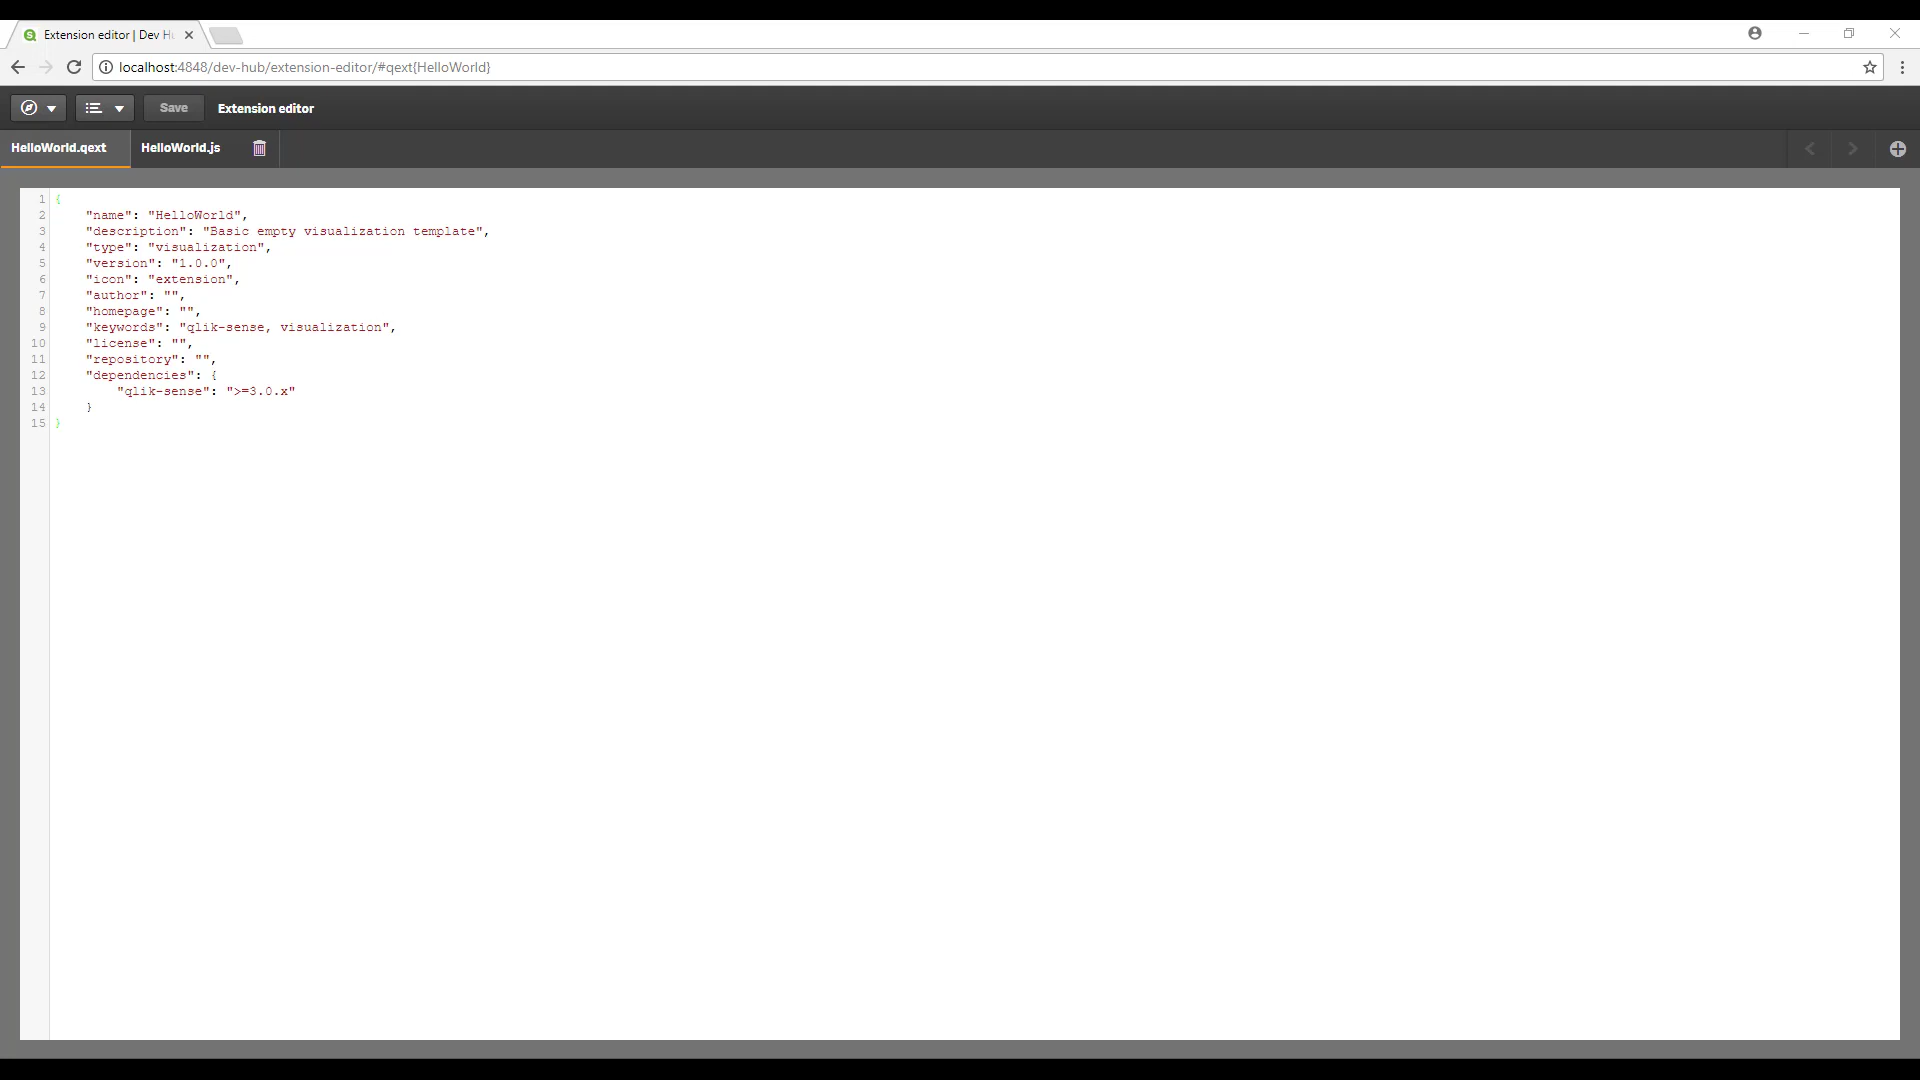 Extension editor | Dev H
localhost:4848/dev-hub/extension-editor/#qext{HelloWorld}
Save Extension editor
HelloWorld.qext HelloWorld.js
1 {
2 "name": "HelloWorld",
3 "description": "Basic empty visualization template",
4 "type": "visualization",
5 "version": "1.0.0",
6 "icon": "extension",
7 "author": "",
8 "homepage": "",
9 "keywords": "qlik-sense, visualization",
10 "license": "",
11 "repository": "",
12 "dependencies": {
13 "qlik-sense": ">=3.0.x"
14 }
15 }